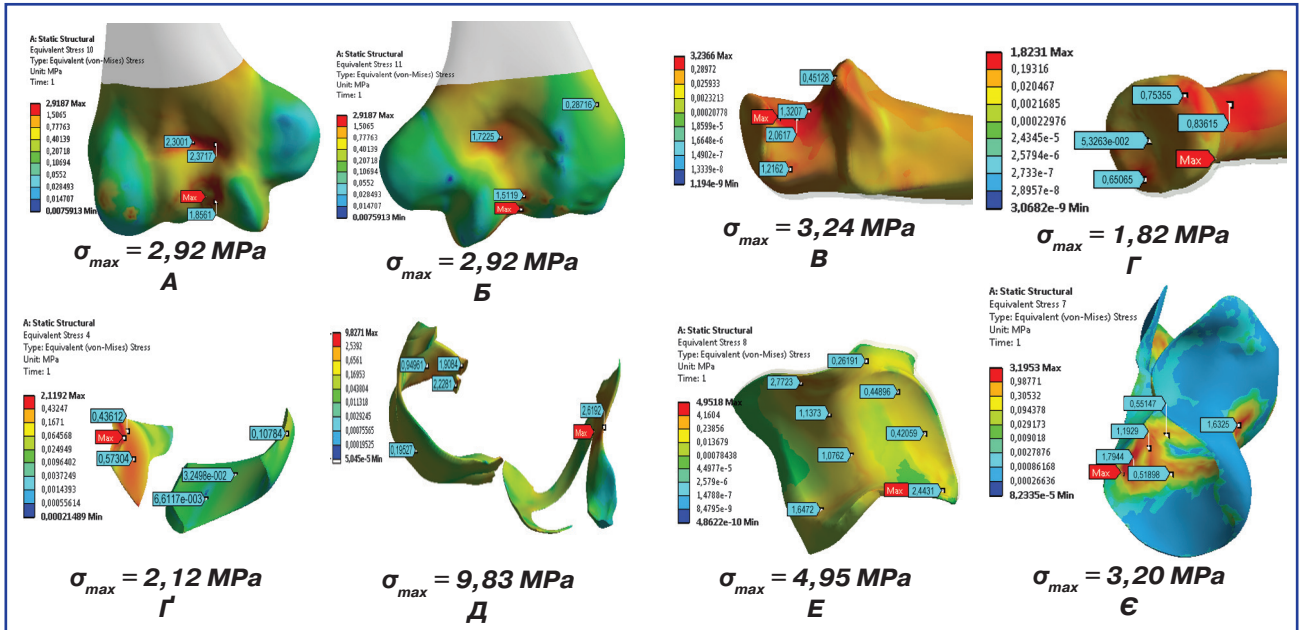 A: Static Structural
Equivalent Stress 10
Type: Equivalent (von-Mises) Stress
Unit: MPa
Time: 1
2,9187 Max
1,5065
0,77763
0,40139
0,20718
0,10694
0,0552
0,028493
0,014707
0,0075913 Min
2,3001
2,3717
Max
1,8561
σmax = 2,92 MPa
А
A: Static Structural
Equivalent Stress 11
Type: Equivalent (von-Mises) Stress
Unit: MPa
Time: 1
2,9187 Max
1,5065
0,77763
0,40139
0,20718
0,10694
0,0552
0,028493
0,014707
0,0075913 Min
0,28716
1,7225
1,5119
Max
σmax = 2,92 MPa
Б
3,2366 Max
0,28972
0,025933
0,0023213
0,00020778
1,8599e-5
1,6648e-6
1,4902e-7
1,3339e-8
1,194e-9 Min
0,45128
1,3207
Max
2,0617
1,2162
σmax = 3,24 MPa
В
1,8231 Max
0,19316
0,020467
0,0021685
0,00022976
2,4345e-5
2,5794e-6
2,733e-7
2,8957e-8
3,0682e-9 Min
0,75355
0,83615
5,3263e-002
Max
0,65065
σmax = 1,82 MPa
Г
A: Static Structural
Equivalent Stress 4
Type: Equivalent (von-Mises) Stress
Unit: MPa
Time: 1
2,1192 Max
0,43247
0,1671
0,064568
0,024949
0,0096402
0,0037249
0,0014393
0,00055614
0,00021489 Min
0,43612
Max
0,57304
0,10784
3,2498e-002
6,6117e-003
σmax = 2,12 MPa
Ґ
9,8271 Max
2,5392
0,6561
0,16953
0,043804
0,011318
0,0029245
0,00075565
0,00019525
5,045e-5 Min
0,94961
1,9084
2,2281
2,6192
Max
0,19527
σmax = 9,83 MPa
Д
A: Static Structural
Equivalent Stress 8
Type: Equivalent (von-Mises) Stress
Unit: MPa
Time: 1
4,9518 Max
4,1604
0,23856
0,013679
0,00078438
4,4977e-5
2,579e-6
1,4788e-7
8,4795e-9
4,8622e-10 Min
0,26191
2,7723
0,44896
1,1373
0,42059
1,0762
Max
2,4431
1,6472
σmax = 4,95 MPa
Е
A: Static Structural
Equivalent Stress 7
Type: Equivalent (von-Mises) Stress
Unit: MPa
Time: 1
3,1953 Max
0,98771
0,30532
0,094378
0,029173
0,009018
0,0027876
0,00086168
0,00026636
8,2335e-5 Min
0,55147
1,1929
1,6325
1,7944
Max
0,51898
σmax = 3,20 MPa
Є